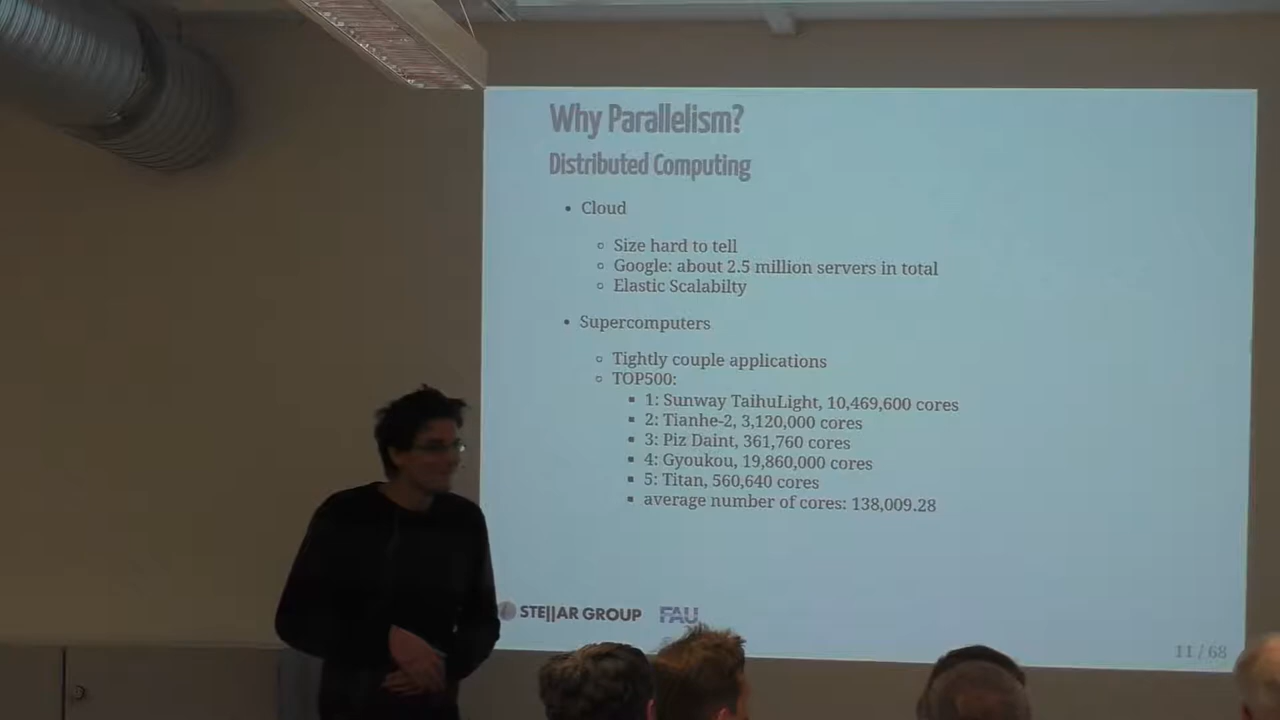 Why Parallelism?
Distributed Computing
• Cloud
◦ Size hard to tell
◦ Google: about 2.5 million servers in total
◦ Elastic Scalabilty
• Supercomputers
◦ Tightly couple applications
◦ TOP500:
▪ 1: Sunway TaihuLight, 10,469,600 cores
▪ 2: Tianhe-2, 3,120,000 cores
▪ 3: Piz Daint, 361,760 cores
▪ 4: Gyoukou, 19,860,000 cores
▪ 5: Titan, 560,640 cores
▪ average number of cores: 138,009.28
STE||AR GROUP FAU
11 / 68